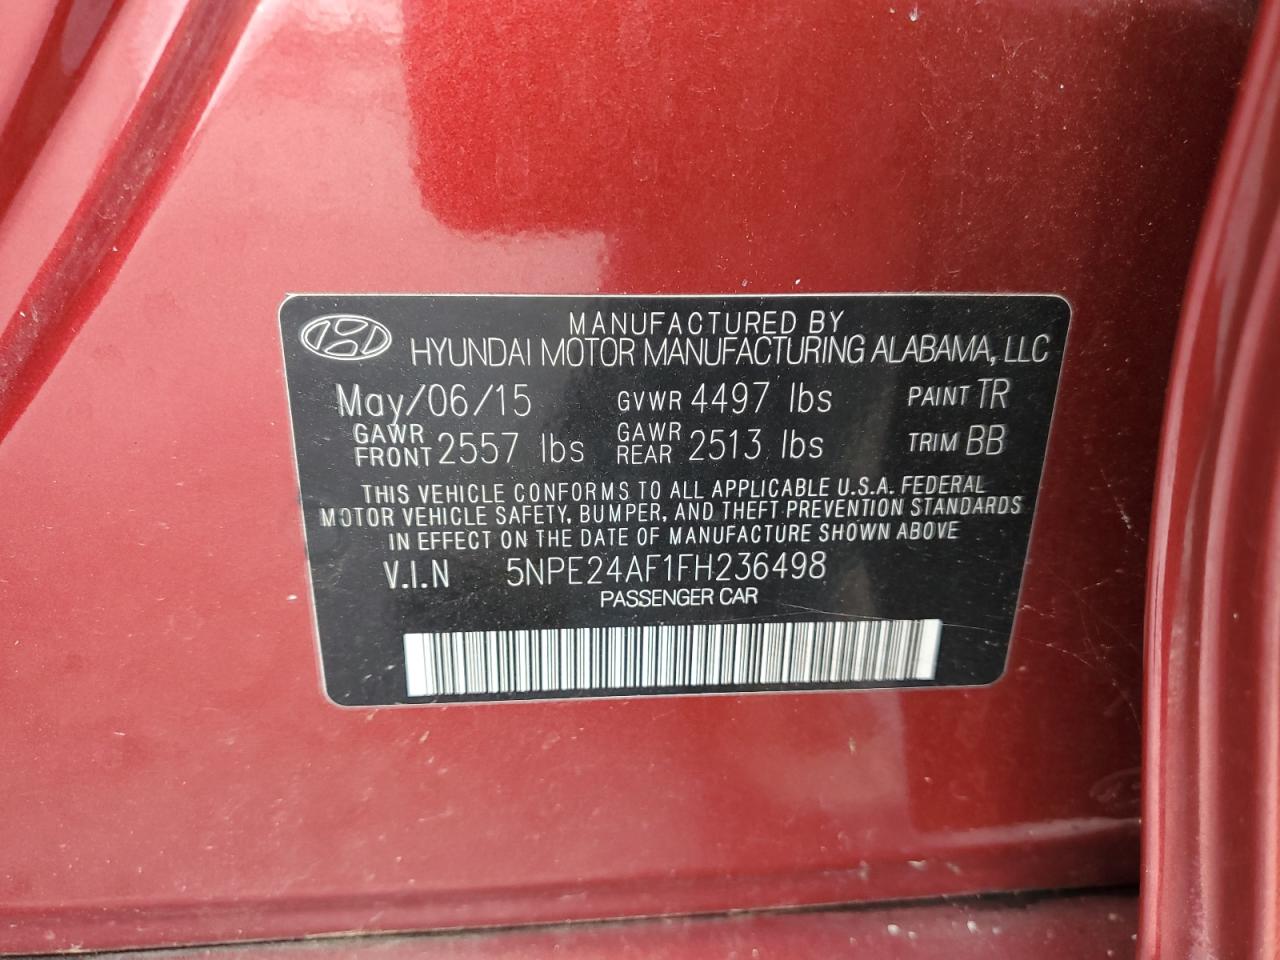 MANUFACTURED BY
HYUNDAI MOTOR MANUFACTURING ALABAMA, LLC
May/06/15 GVWR 4497 lbs PAINT TR
GAWR FRONT 2557 lbs GAWR REAR 2513 lbs TRIM BB
THIS VEHICLE CONFORMS TO ALL APPLICABLE U.S.A. FEDERAL
MOTOR VEHICLE SAFETY, BUMPER, AND THEFT PREVENTION STANDARDS
IN EFFECT ON THE DATE OF MANUFACTURE SHOWN ABOVE
V.I.N 5NPE24AF1FH236498
PASSENGER CAR